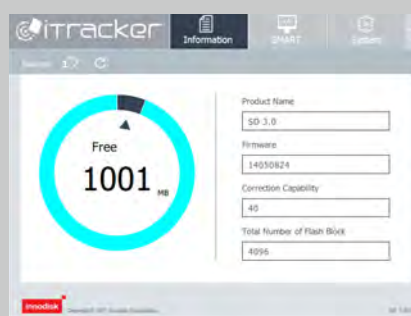 iTracker
Information
SMART
System
Free
1001
MB
Product Name
SD 3.0
Firmware
14050824
Correction Capability
40
Total Number of Flash Block
4096
innodisk